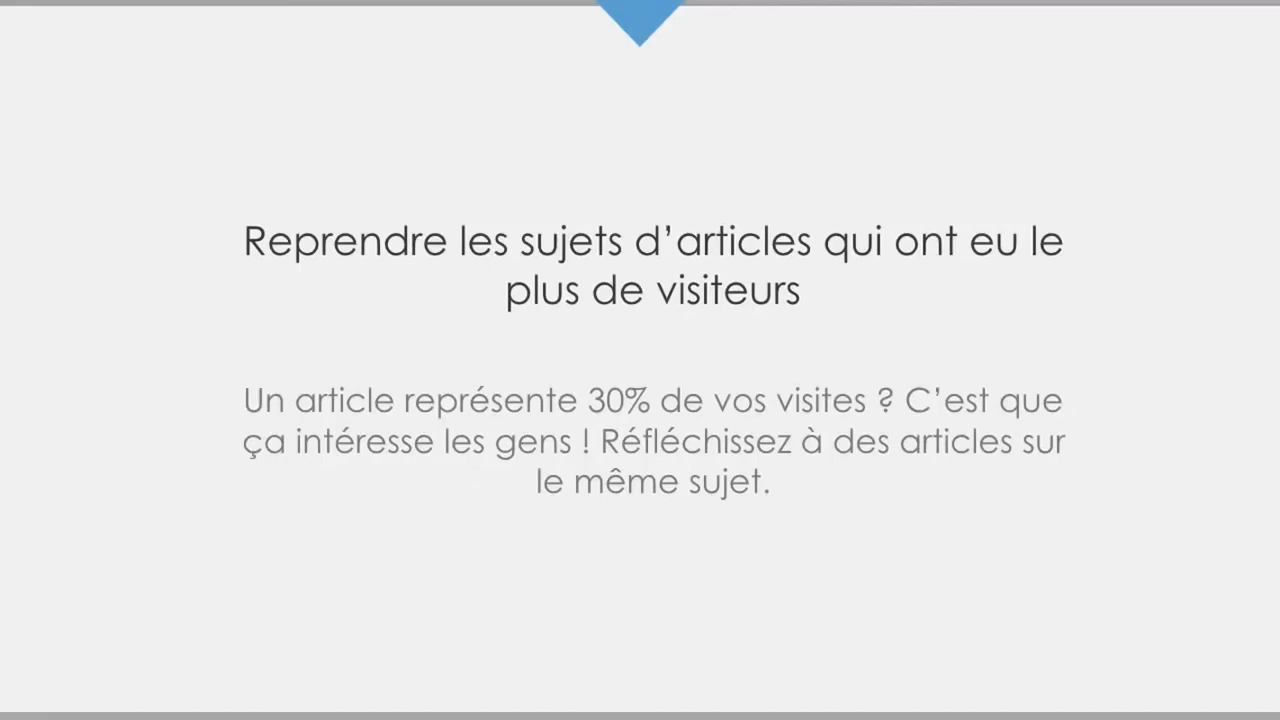 Reprendre les sujets d’articles qui ont eu le
plus de visiteurs
Un article représente 30% de vos visites ? C’est que
ça intéresse les gens ! Réfléchissez à des articles sur
le même sujet.